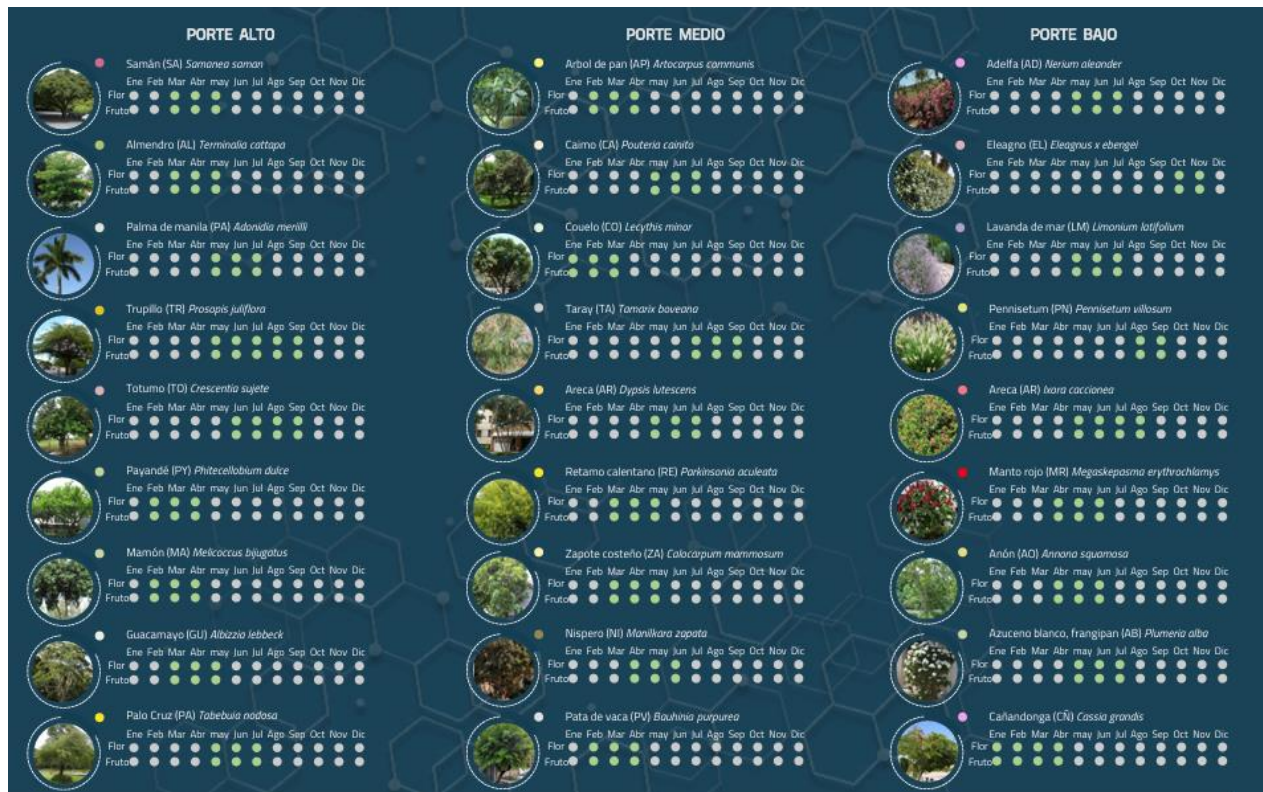 PORTE ALTO
Samán (SA) Samanea saman
Ene Feb Mar Abr may Jun Jul Ago Sep Oct Nov Dic
Flor
Fruto
Almendro (AL) Terminalia cattapa
Ene Feb Mar Abr may Jun Jul Ago Sep Oct Nov Dic
Flor
Fruto
Palma de manila (PA) Adonidia merillli
Ene Feb Mar Abr may Jun Jul Ago Sep Oct Nov Dic
Flor
Fruto
Trupillo (TR) Prosopis juliflora
Ene Feb Mar Abr may Jun Jul Ago Sep Oct Nov Dic
Flor
Fruto
Totumo (TO) Crescentia sujete
Ene Feb Mar Abr may Jun Jul Ago Sep Oct Nov Dic
Flor
Fruto
Payandé (PY) Phitecellobium dulce
Ene Feb Mar Abr may Jun Jul Ago Sep Oct Nov Dic
Flor
Fruto
Mamón (MA) Melicoccus bijugatus
Ene Feb Mar Abr may Jun Jul Ago Sep Oct Nov Dic
Flor
Fruto
Guacamayo (GU) Albizzia lebbeck
Ene Feb Mar Abr may Jun Jul Ago Sep Oct Nov Dic
Flor
Fruto
Palo Cruz (PA) Tabebuia nodosa
Ene Feb Mar Abr may Jun Jul Ago Sep Oct Nov Dic
Flor
Fruto
PORTE MEDIO
Arbol de pan (AP) Artocarpus communis
Ene Feb Mar Abr may Jun Jul Ago Sep Oct Nov Dic
Flor
Fruto
Caimo (CA) Pouteria cainito
Ene Feb Mar Abr may Jun Jul Ago Sep Oct Nov Dic
Flor
Fruto
Couelo (CO) Lecythis minor
Ene Feb Mar Abr may Jun Jul Ago Sep Oct Nov Dic
Flor
Fruto
Taray (TA) Tamarix boveana
Ene Feb Mar Abr may Jun Jul Ago Sep Oct Nov Dic
Flor
Fruto
Areca (AR) Dypsis lutescens
Ene Feb Mar Abr may Jun Jul Ago Sep Oct Nov Dic
Flor
Fruto
Retamo calentano (RE) Parkinsonia aculeata
Ene Feb Mar Abr may Jun Jul Ago Sep Oct Nov Dic
Flor
Fruto
Zapote costeño (ZA) Calocarpum mammosum
Ene Feb Mar Abr may Jun Jul Ago Sep Oct Nov Dic
Flor
Fruto
Nispero (NI) Manilkara zapata
Ene Feb Mar Abr may Jun Jul Ago Sep Oct Nov Dic
Flor
Fruto
Pata de vaca (PV) Bauhinia purpurea
Ene Feb Mar Abr may Jun Jul Ago Sep Oct Nov Dic
Flor
Fruto
PORTE BAJO
Adelfa (AD) Nerium aleander
Ene Feb Mar Abr may Jun Jul Ago Sep Oct Nov Dic
Flor
Fruto
Eleagno (EL) Eleagnus x ebengei
Ene Feb Mar Abr may Jun Jul Ago Sep Oct Nov Dic
Flor
Fruto
Lavanda de mar (LM) Limonium latifolium
Ene Feb Mar Abr may Jun Jul Ago Sep Oct Nov Dic
Flor
Fruto
Pennisetum (PN) Pennisetum villosum
Ene Feb Mar Abr may Jun Jul Ago Sep Oct Nov Dic
Flor
Fruto
Areca (AR) Ixora caccionea
Ene Feb Mar Abr may Jun Jul Ago Sep Oct Nov Dic
Flor
Fruto
Manto rojo (MR) Megaskepasma erythrochlamys
Ene Feb Mar Abr may Jun Jul Ago Sep Oct Nov Dic
Flor
Fruto
Anón (AO) Annona squamosa
Ene Feb Mar Abr may Jun Jul Ago Sep Oct Nov Dic
Flor
Fruto
Azuceno blanco, frangipan (AB) Plumeria alba
Ene Feb Mar Abr may Jun Jul Ago Sep Oct Nov Dic
Flor
Fruto
Cañandonga (CÑ) Cassia grandis
Ene Feb Mar Abr may Jun Jul Ago Sep Oct Nov Dic
Flor
Fruto